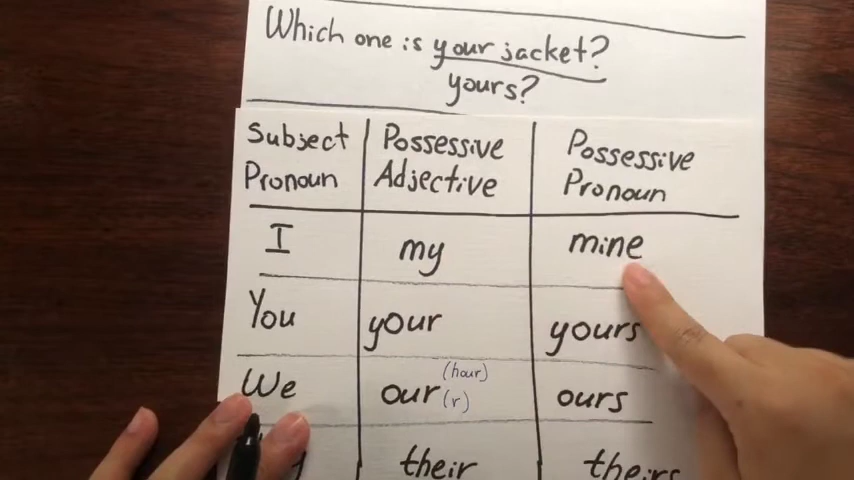 Which one is your jacket?
yours?
Subject Pronoun | Possessive Adjective | Possessive Pronoun
I | my | mine
You | your | yours
We | our (hour) (r) | ours
their | theirs